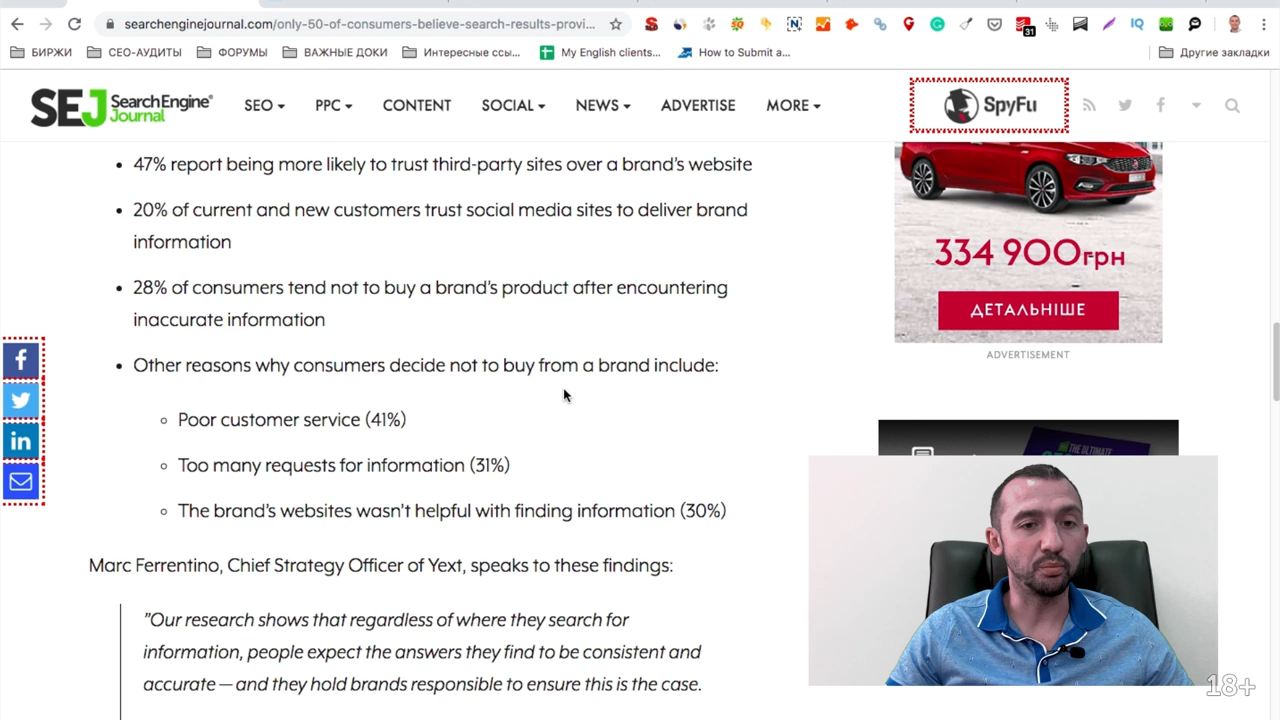 searchenginejournal.com/only-50-of-consumers-believe-search-results-provi...
31
IQ
БИРЖИ
СЕО-АУДИТЫ
ФОРУМЫ
ВАЖНЫЕ ДОКИ
Интересные ссы...
My English clients...
How to Submit a...
Другие закладки
SEJ Search Engine Journal
SEO
PPC
CONTENT
SOCIAL
NEWS
ADVERTISE
MORE
SpyFu
47% report being more likely to trust third-party sites over a brand's website
20% of current and new customers trust social media sites to deliver brand
information
28% of consumers tend not to buy a brand's product after encountering
inaccurate information
Other reasons why consumers decide not to buy from a brand include:
Poor customer service (41%)
Too many requests for information (31%)
The brand's websites wasn't helpful with finding information (30%)
Marc Ferrentino, Chief Strategy Officer of Yext, speaks to these findings:
"Our research shows that regardless of where they search for
information, people expect the answers they find to be consistent and
accurate — and they hold brands responsible to ensure this is the case.
334 900грн
ДЕТАЛЬНІШЕ
ADVERTISEMENT
THE ULTIMATE
18+